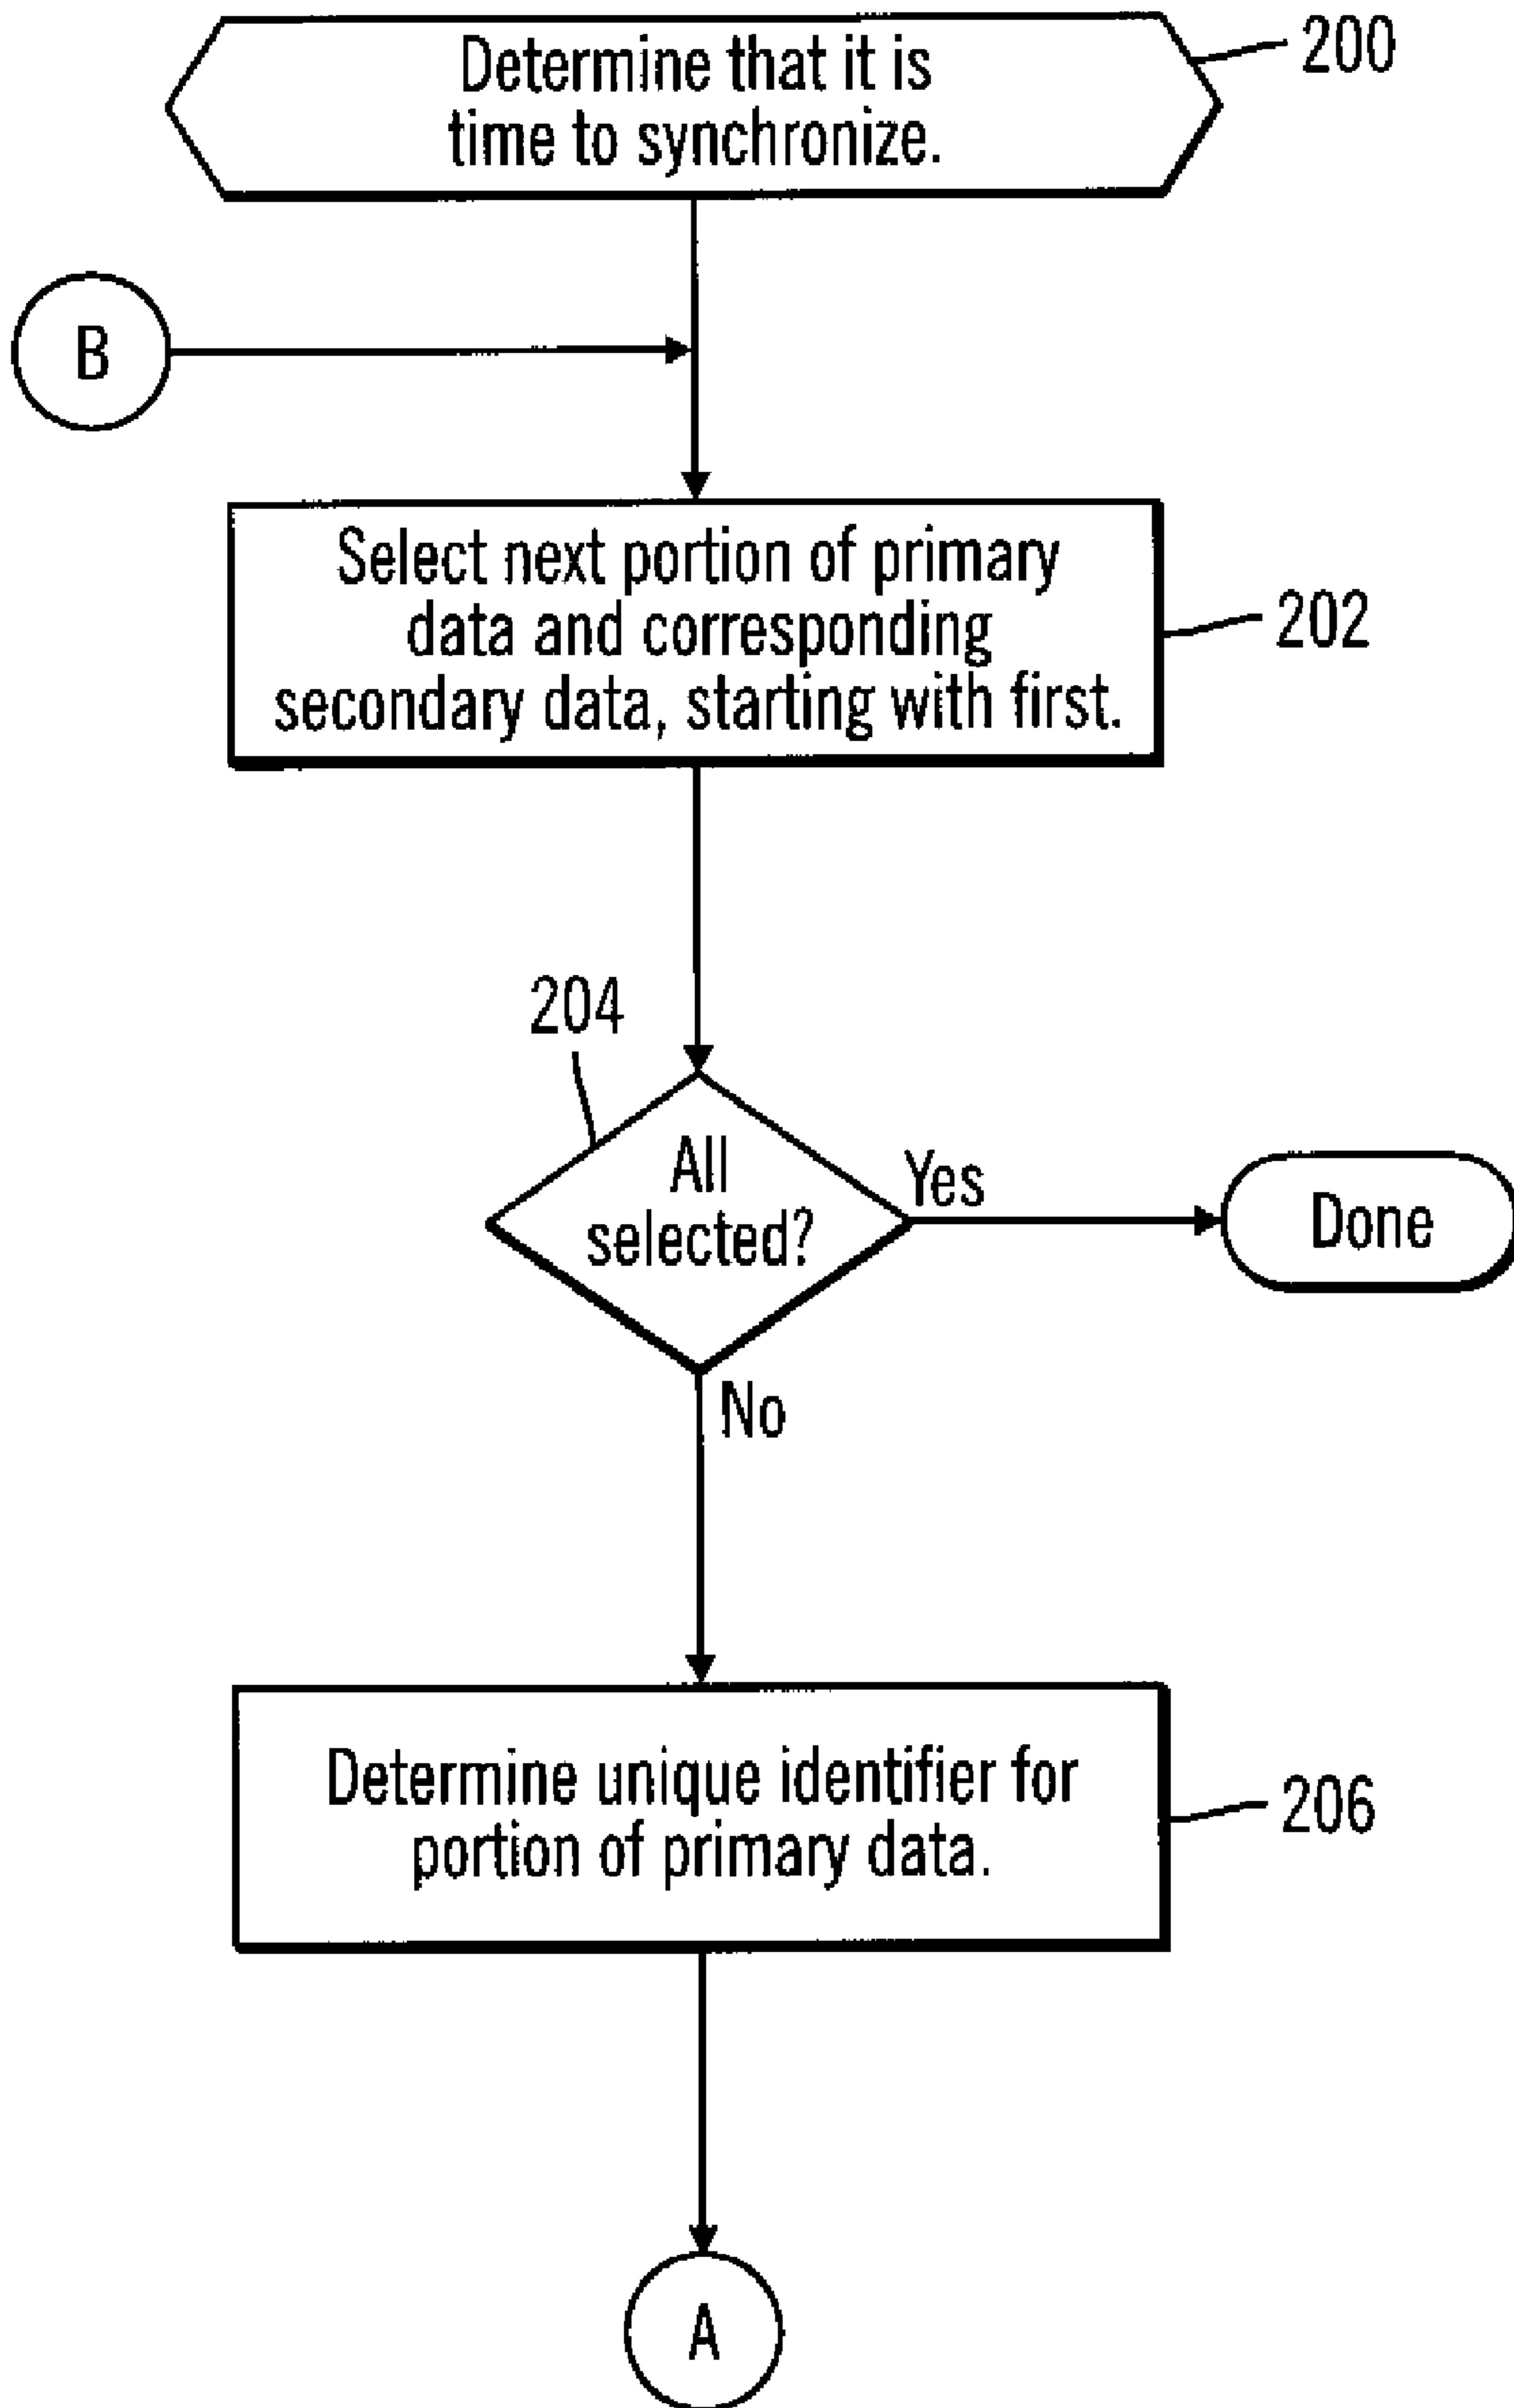 Determine that it is
time to synchronize.
200
B
Select next portion of primary
data and corresponding
secondary data, starting with first.
202
204
All
selected?
Yes
Done
No
Determine unique identifier for
portion of primary data.
206
A